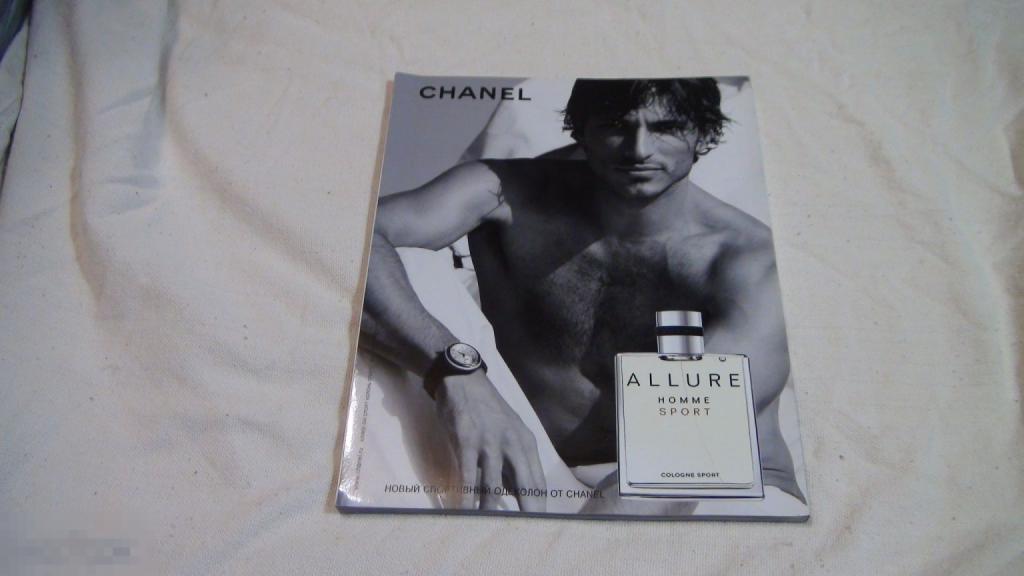 CHANEL
ALLURE
HOMME
SPORT
COLOGNE SPORT
НОВЫЙ СПОРТИВНЫЙ ОДЕКОЛОН ОТ CHANEL